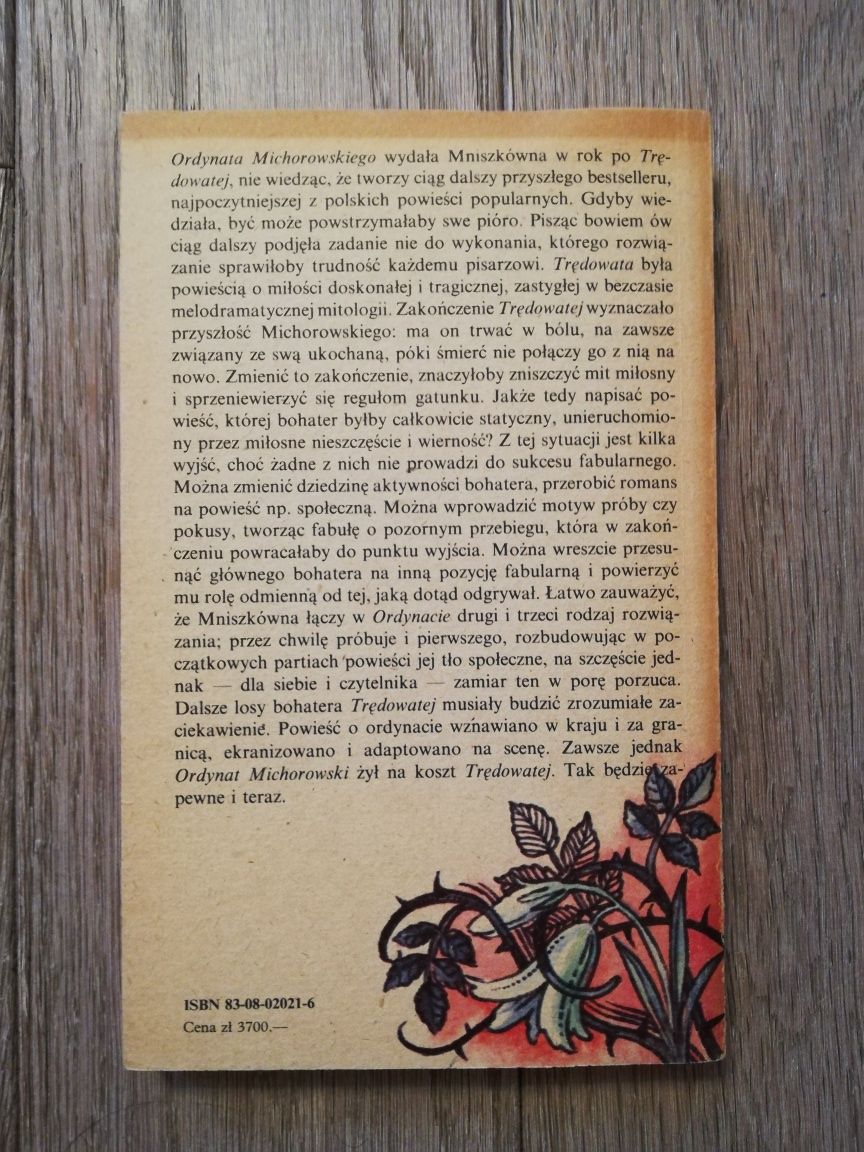 Ordynata Michorowskiego wydała Mniszkówna w rok po Trę-
dowatej, nie wiedząc, że tworzy ciąg dalszy przyszłego bestselleru,
najpoczytniejszej z polskich powieści popularnych. Gdyby wie-
działa, być może powstrzymałaby swe pióro. Pisząc bowiem ów
ciąg dalszy podjęła zadanie nie do wykonania, którego rozwią-
zanie sprawiłoby trudność każdemu pisarzowi. Trędowata była
powieścią o miłości doskonałej i tragicznej, zastygłej w bezczasie
melodramatycznej mitologii. Zakończenie Trędowatej wyznaczało
przyszłość Michorowskiego: ma on trwać w bólu, na zawsze
związany ze swą ukochaną, póki śmierć nie połączy go z nią na
nowo. Zmienić to zakończenie, znaczyłoby zniszczyć mit miłosny
i sprzeniewierzyć się regułom gatunku. Jakże tedy napisać po-
wieść, której bohater byłby całkowicie statyczny, unieruchomio-
ny przez miłosne nieszczęście i wierność? Z tej sytuacji jest kilka
wyjść, choć żadne z nich nie prowadzi do sukcesu fabularnego.
Można zmienić dziedzinę aktywności bohatera, przerobić romans
na powieść np. społeczną. Można wprowadzić motyw próby czy
pokusy, tworząc fabułę o pozornym przebiegu, która w zakoń-
czeniu powracałaby do punktu wyjścia. Można wreszcie przesu-
nąć głównego bohatera na inną pozycję fabularną i powierzyć
mu rolę odmienną od tej, jaką dotąd odgrywał. Łatwo zauważyć,
że Mniszkówna łączy w Ordynacie drugi i trzeci rodzaj rozwią-
zania; przez chwilę próbuje i pierwszego, rozbudowując w po-
czątkowych partiach powieści jej tło społeczne, na szczęście jed-
nak — dla siebie i czytelnika — zamiar ten w porę porzuca.
Dalsze losy bohatera Trędowatej musiały budzić zrozumiałe za-
ciekawienie. Powieść o ordynacie wznawiano w kraju i za gra-
nicą, ekranizowano i adaptowano na scenę. Zawsze jednak
Ordynat Michorowski żył na koszt Trędowatej. Tak będzie za-
pewne i teraz.
ISBN 83-08-02021-6
Cena zł 3700.—